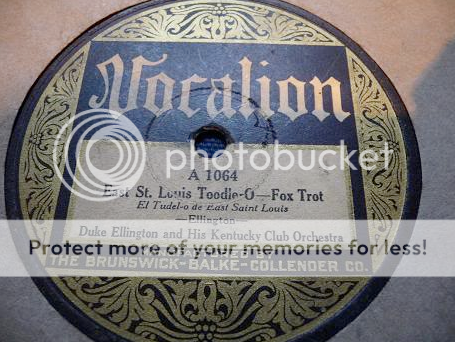 Vocalion
A 1064
East St. Louis Toodle-O—Fox Trot
El Tudel-o de East Saint Louis
—Ellington—
Duke Ellington and His Kentucky Club Orchestra
THE BRUNSWICK-BALKE-COLLENDER CO.
photobucket
Protect more of your memories for less!